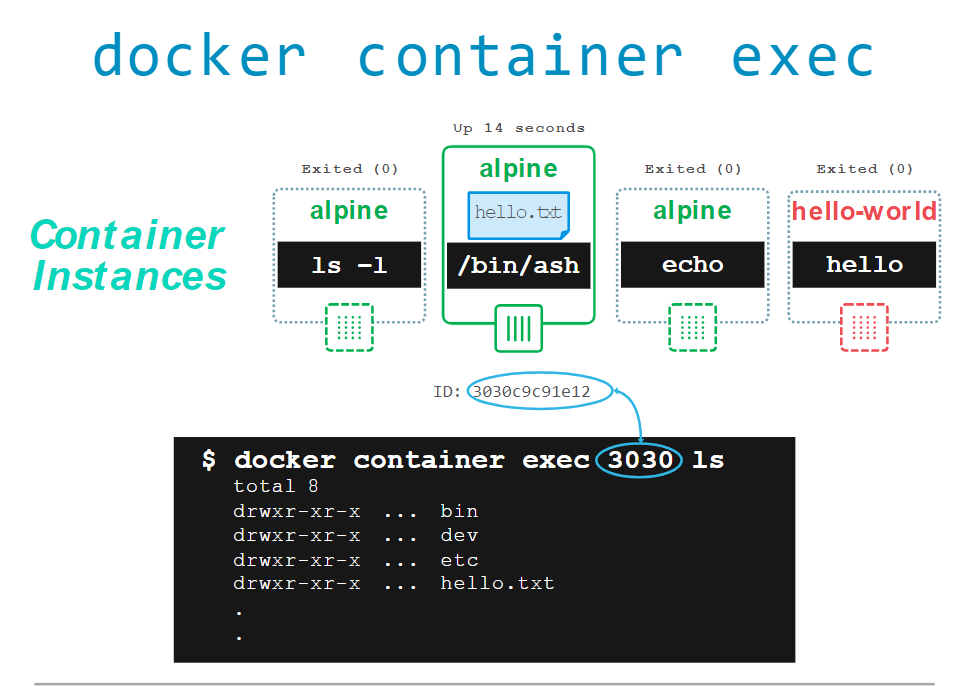 docker container exec
Up 14 seconds
Exited (0)
alpine
Exited (0)
Exited (0)
alpine
hello.txt
alpine
hello-world
Container
Instances
ls -l
/bin/ash
echo
hello
ID: 3030c9c91e12
$ docker container exec 3030 ls
total 8
drwxr-xr-x ... bin
drwxr-xr-x ... dev
drwxr-xr-x ... etc
drwxr-xr-x ... hello.txt
.
.